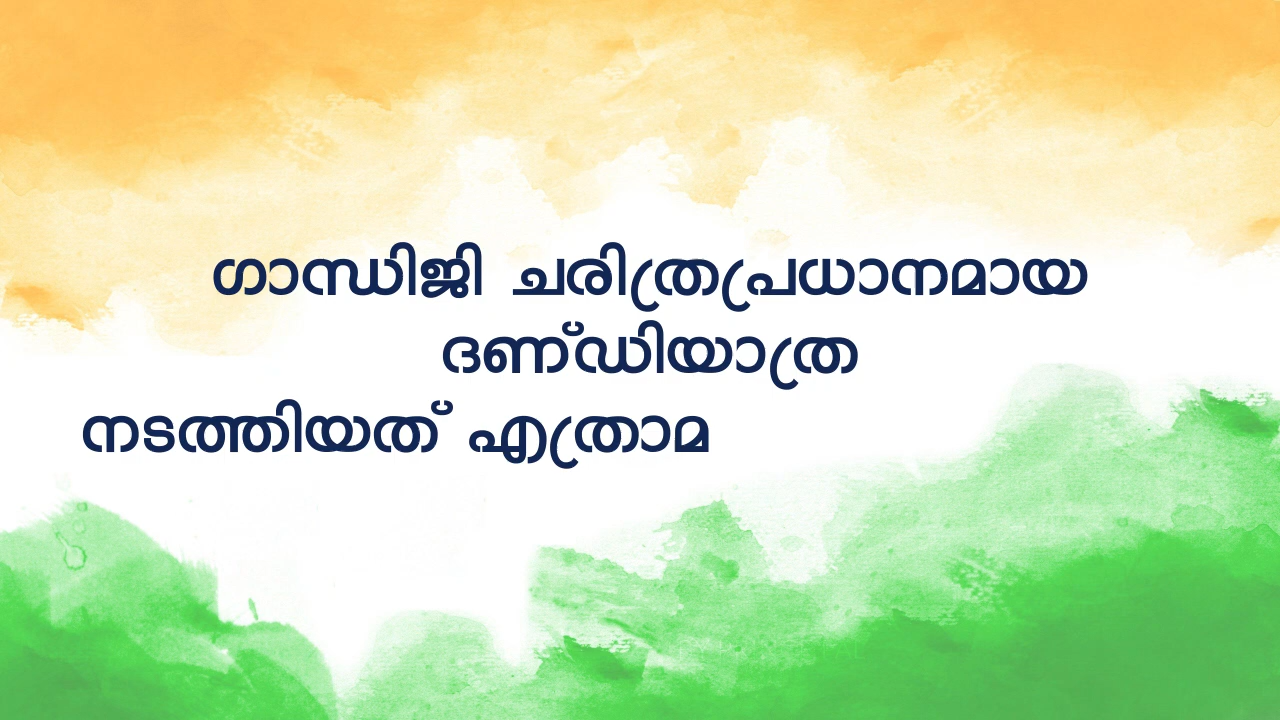 ഗാന്ധിജി ചരിത്രപ്രധാനമായ
ദണ്ഡിയാത്ര
നടത്തിയത് എത്രാമ